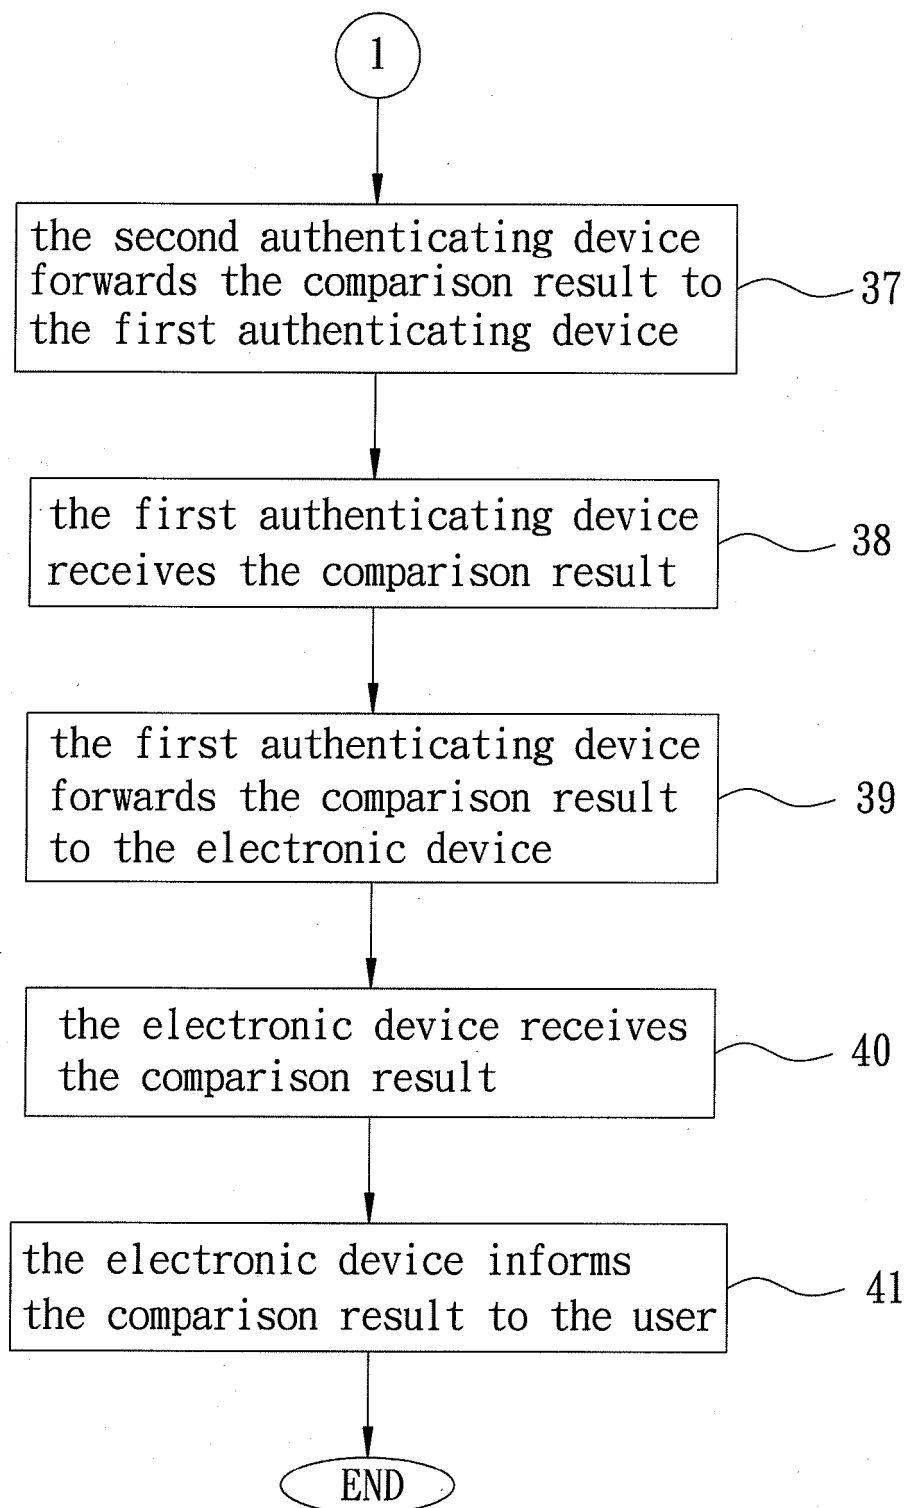 1
the second authenticating device
forwards the comparison result to
the first authenticating device
37
the first authenticating device
receives the comparison result
38
the first authenticating device
forwards the comparison result
to the electronic device
39
the electronic device receives
the comparison result
40
the electronic device informs
the comparison result to the user
41
END